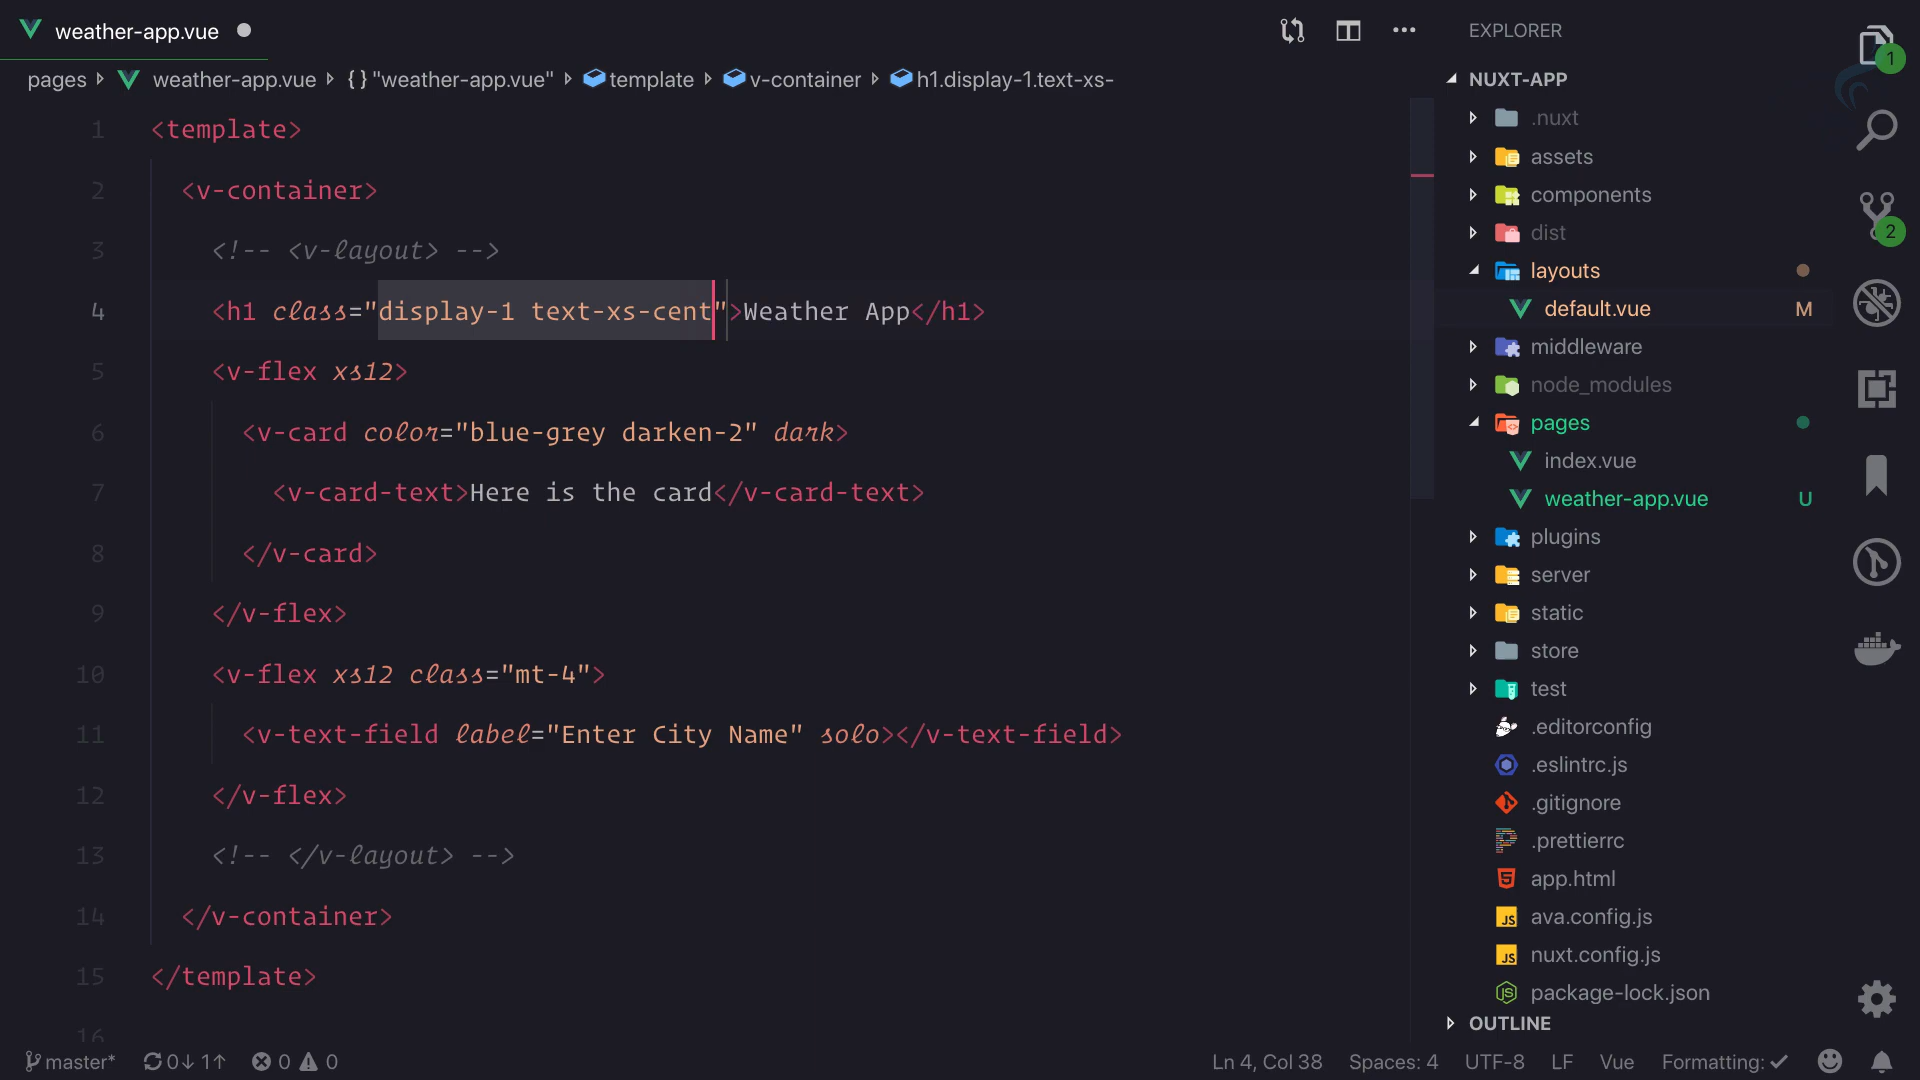 weather-app.vue
pages weather-app.vue {} "weather-app.vue" template v-container h1.display-1.text-xs-
1 <template>
2 <v-container>
3 <!-- <v-layout> -->
4 <h1 class="display-1 text-xs-cent">Weather App</h1>
5 <v-flex xs12>
6 <v-card color="blue-grey darken-2" dark>
7 <v-card-text>Here is the card</v-card-text>
8 </v-card>
9 </v-flex>
10 <v-flex xs12 class="mt-4">
11 <v-text-field label="Enter City Name" solo></v-text-field>
12 </v-flex>
13 <!-- </v-layout> -->
14 </v-container>
15 </template>
16
EXPLORER
NUXT-APP
.nuxt
assets
components
dist
layouts
default.vue M
middleware
node_modules
pages
index.vue
weather-app.vue U
plugins
server
static
store
test
.editorconfig
.eslintrc.js
.gitignore
.prettierrc
app.html
JS ava.config.js
JS nuxt.config.js
package-lock.json
OUTLINE
1
2
master* 0↓ 1↑ 0 0 Ln 4, Col 38 Spaces: 4 UTF-8 LF Vue Formatting: ✓